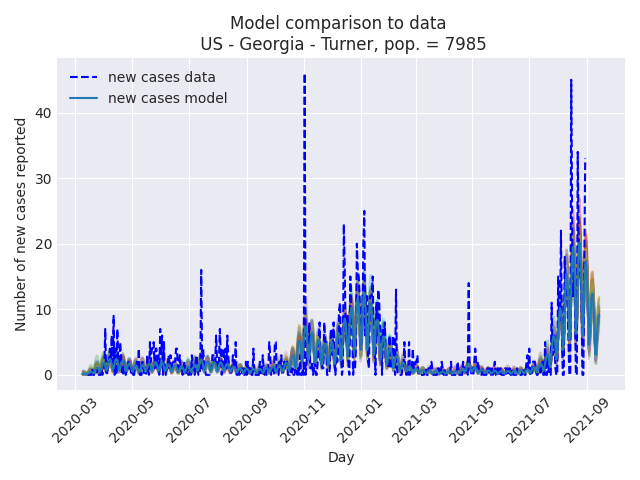 Model comparison to data
US - Georgia - Turner, pop. = 7985
new cases data
new cases model
Number of new cases reported
40
30
20
10
0
2020-03
2020-05
2020-07
2020-09
2020-11
2021-01
2021-03
2021-05
2021-07
2021-09
Day